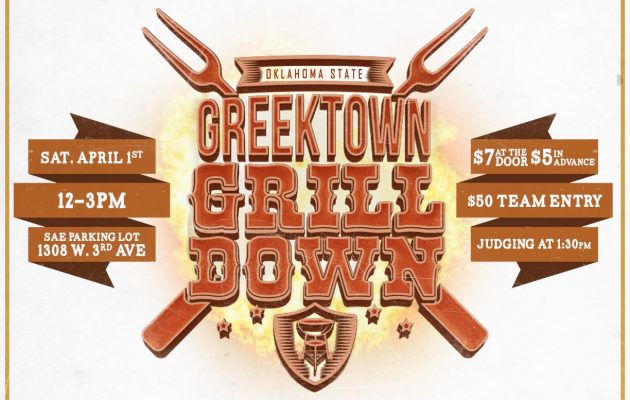 OKLAHOMA STATE
GREEKTOWN
GRILL
DOWN
SAT. APRIL 1ST
12-3PM
SAE PARKING LOT
1308 W. 3RD AVE
$7 AT THE DOOR $5 IN ADVANCE
$50 TEAM ENTRY
JUDGING AT 1:30PM